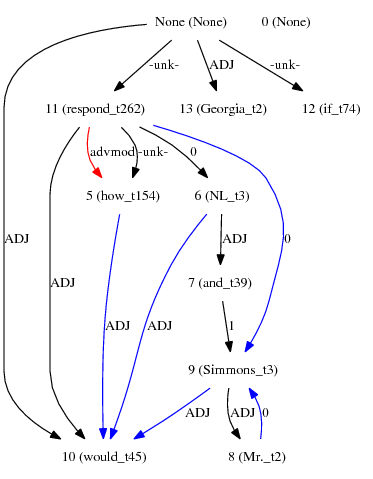 None (None) 0 (None)
-unk- ADJ -unk-
11 (respond_t262) 13 (Georgia_t2) 12 (if_t74)
advmod -unk- 0
5 (how_t154) 6 (NL_t3)
ADJ ADJ ADJ 0
7 (and_t39)
ADJ ADJ 1
9 (Simmons_t3)
ADJ ADJ 0
10 (would_t45) 8 (Mr._t2)